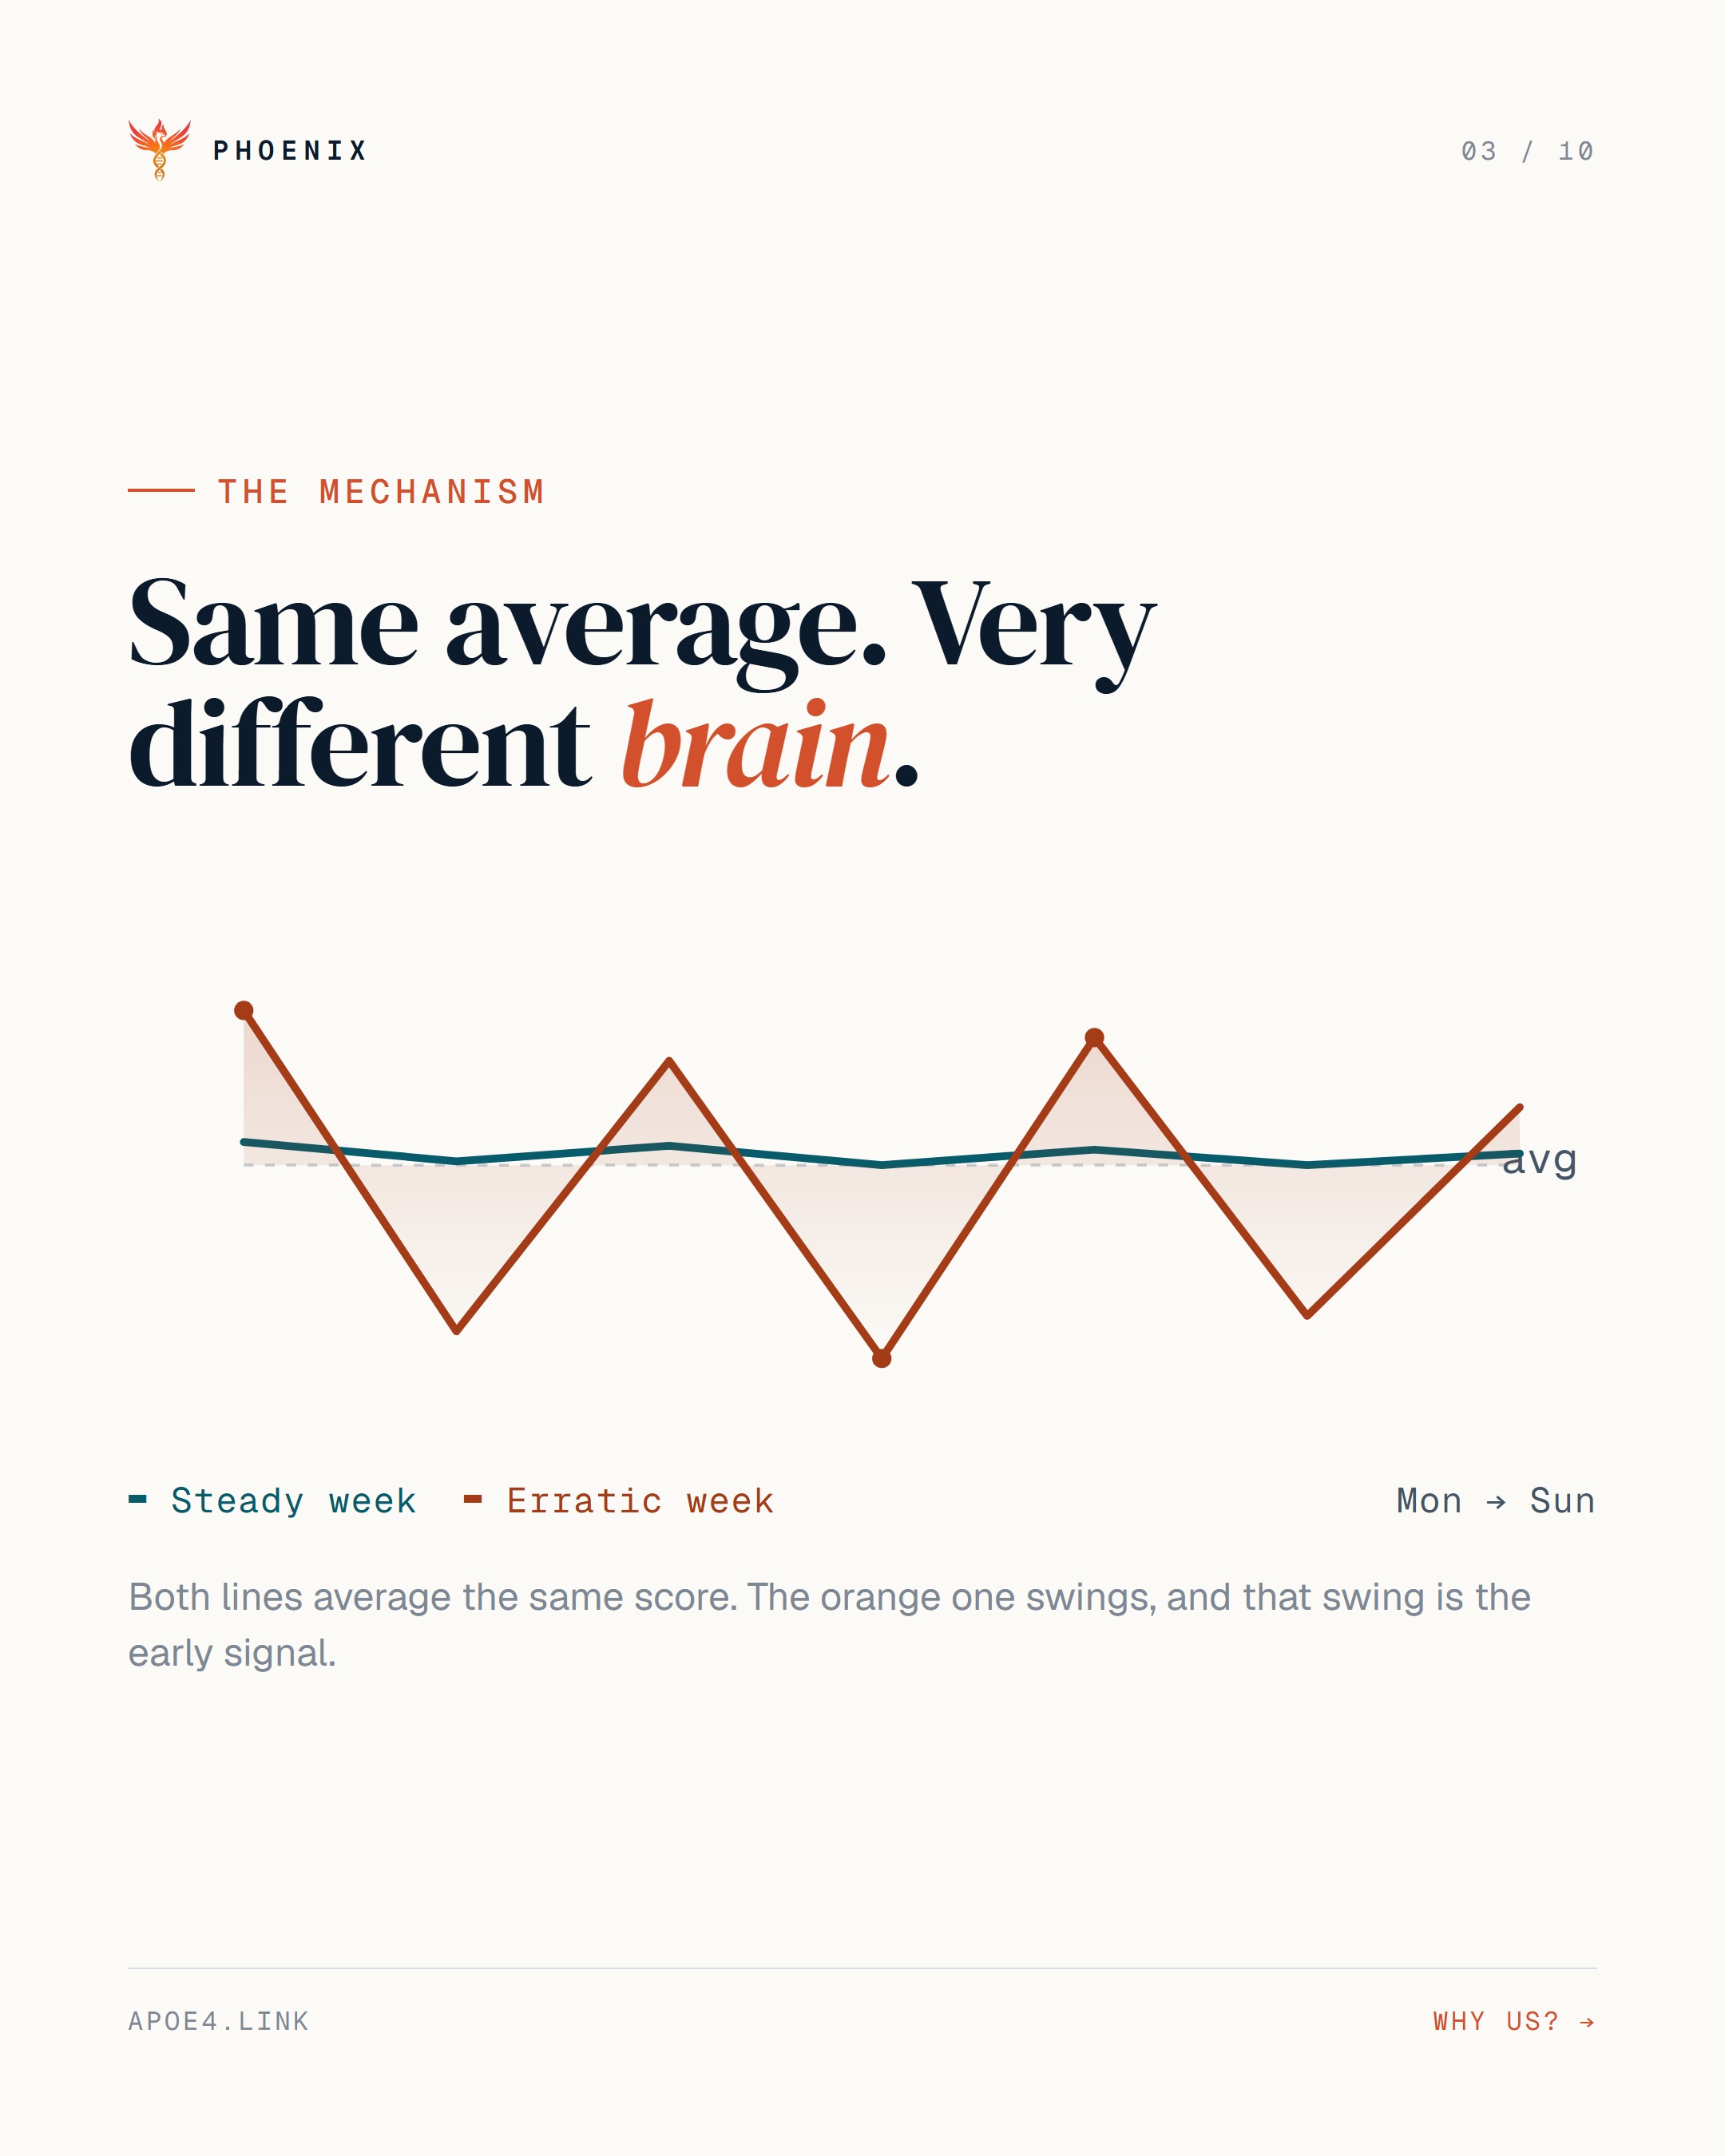 PHOENIX
03 / 10
THE MECHANISM
Same average. Very
different brain.
avg
Steady week
Erratic week
Mon → Sun
Both lines average the same score. The orange one swings, and that swing is the
early signal.
APOE4.LINK
WHY US? →